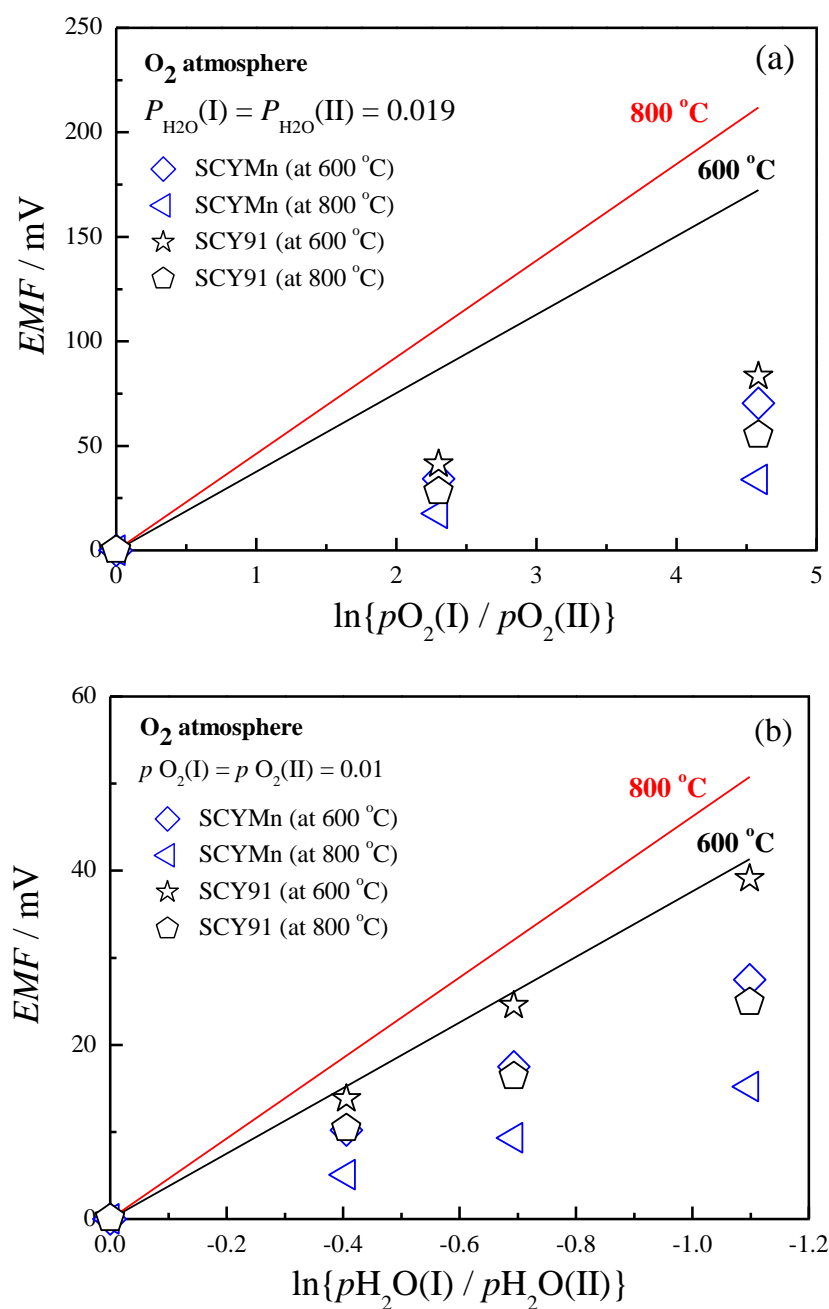 250
200
150
100
50
0
EMF / mV
(a)
O₂ atmosphere
P_H2O(I) = P_H2O(II) = 0.019
SCYMn (at 600 °C)
SCYMn (at 800 °C)
SCY91 (at 600 °C)
SCY91 (at 800 °C)
800 °C
600 °C
0 1 2 3 4 5
ln{pO₂(I) / pO₂(II)}
60
40
20
0
EMF / mV
(b)
O₂ atmosphere
p O₂(I) = p O₂(II) = 0.01
SCYMn (at 600 °C)
SCYMn (at 800 °C)
SCY91 (at 600 °C)
SCY91 (at 800 °C)
800 °C
600 °C
0.0 -0.2 -0.4 -0.6 -0.8 -1.0 -1.2
ln{pH₂O(I) / pH₂O(II)}